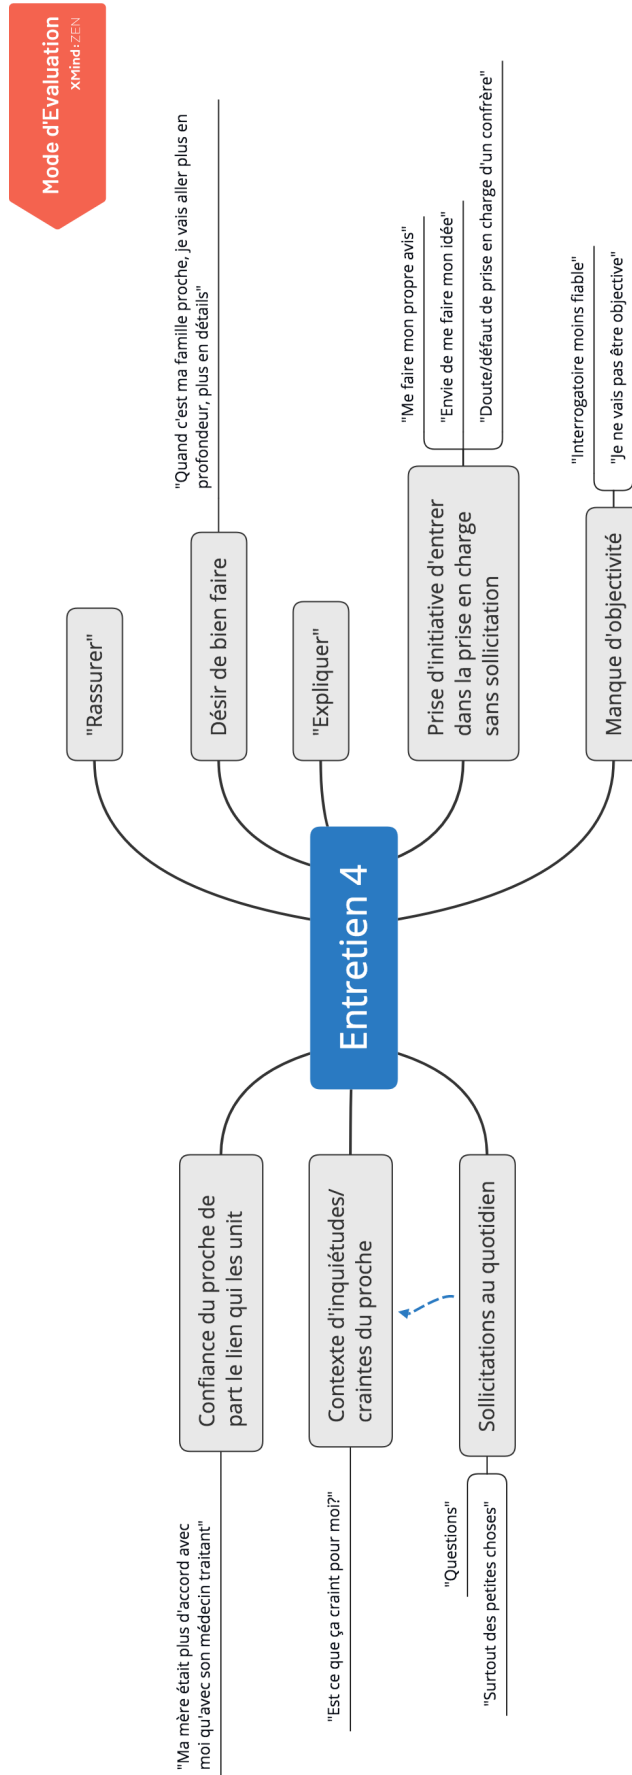 Mode d'Evaluation
XMind:ZEN
"Rassurer"
Désir de bien faire
"Quand c'est ma famille proche, je vais aller plus en
profondeur, plus en détails"
"Expliquer"
Prise d'initiative d'entrer
dans la prise en charge
sans sollicitation
"Me faire mon propre avis"
"Envie de me faire mon idée"
"Doute/défaut de prise en charge d'un confrère"
Manque d'objectivité
"Interrogatoire moins fiable"
"Je ne vais pas être objective"
Entretien 4
Confiance du proche de
part le lien qui les unit
"Ma mère était plus d'accord avec
moi qu'avec son médecin traitant"
Contexte d'inquiétudes/
craintes du proche
"Est ce que ça craint pour moi?"
Sollicitations au quotidien
"Questions"
"Surtout des petites choses"